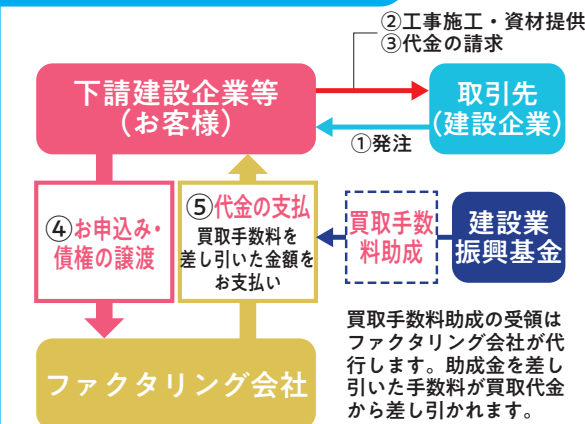 ②工事施工・資材提供
③代金の請求
下請建設企業等
（お客様）
取引先
（建設企業）
①発注
④お申込み・
債権の譲渡
⑤代金の支払
買取手数料を
差し引いた金額を
お支払い
買取手数
料助成
建設業
振興基金
ファクタリング会社
買取手数料助成の受領は
ファクタリング会社が代
行します。助成金を差し
引いた手数料が買取代金
から差し引かれます。